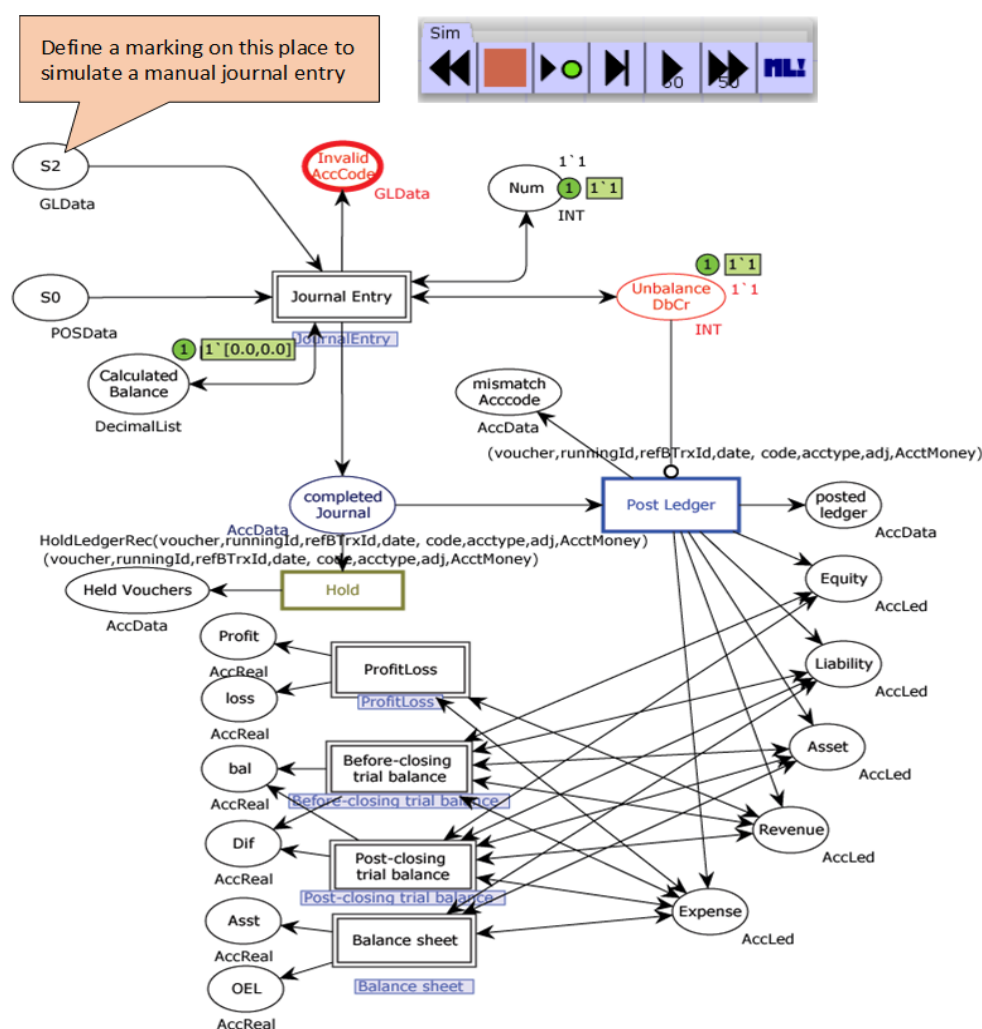 Define a marking on this place to
simulate a manual journal entry
Sim
50
50
ML!
S2
GLData
Invalid
AccCode
GLData
1`1
Num
1
1`1
INT
S0
POSData
Journal Entry
JournalEntry
1
1`1
Unbalance
DbCr
1`1
INT
1
1`[0.0,0.0]
Calculated
Balance
DecimalList
mismatch
Acccode
AccData
(voucher,runningId,refBTrxId,date, code,acctype,adj,AcctMoney)
completed
Journal
AccData
Post Ledger
posted
ledger
AccData
HoldLedgerRec(voucher,runningId,refBTrxId,date, code,acctype,adj,AcctMoney)
(voucher,runningId,refBTrxId,date, code,acctype,adj,AcctMoney)
Held Vouchers
AccData
Hold
Equity
AccLed
Profit
AccReal
ProfitLoss
ProfitLoss
Liability
AccLed
loss
AccReal
Asset
AccLed
bal
AccReal
Before-closing
trial balance
Before-closing trial balance
Revenue
AccLed
Dif
AccReal
Post-closing
trial balance
Post-closing trial balance
Expense
AccLed
Asst
AccReal
Balance sheet
Balance sheet
OEL
AccReal